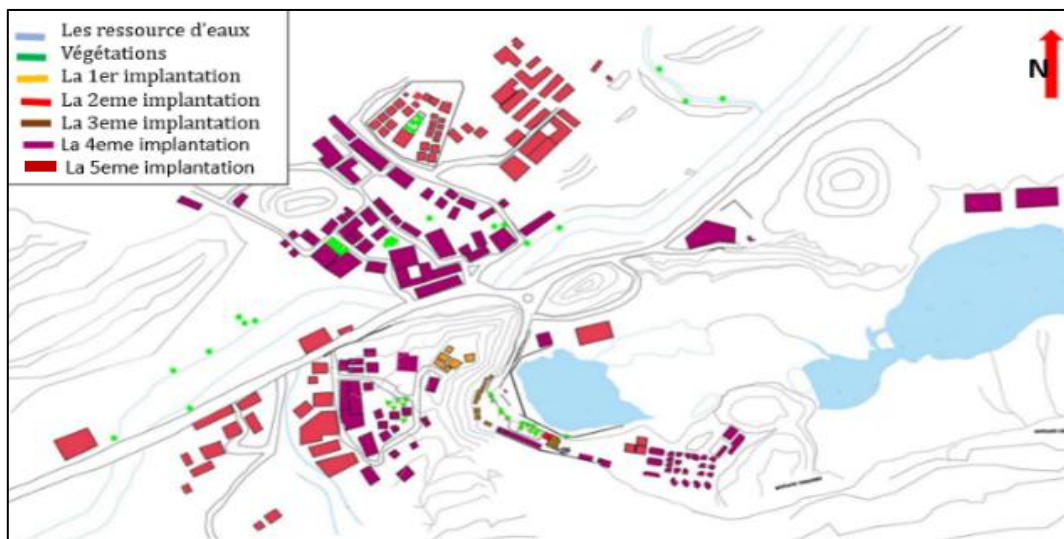 Les ressource d'eaux
Végétations
La 1er implantation
La 2eme implantation
La 3eme implantation
La 4eme implantation
La 5eme implantation
N